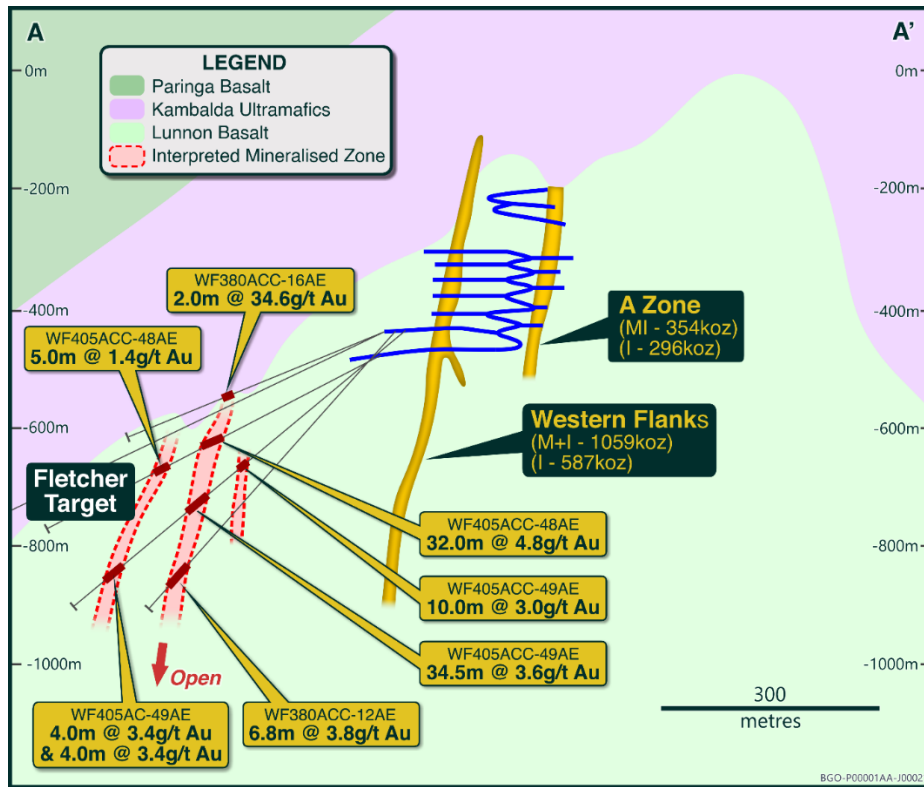 A
A'
LEGEND
Paringa Basalt
Kambalda Ultramafics
Lunnon Basalt
Interpreted Mineralised Zone
0m
0m
-200m
-200m
-400m
-400m
-600m
-600m
-800m
-800m
-1000m
-1000m
WF380ACC-16AE
2.0m @ 34.6g/t Au
WF405ACC-48AE
5.0m @ 1.4g/t Au
A Zone
(MI - 354koz)
(I - 296koz)
Western Flanks
(M+I - 1059koz)
(I - 587koz)
Fletcher
Target
WF405ACC-48AE
32.0m @ 4.8g/t Au
WF405ACC-49AE
10.0m @ 3.0g/t Au
WF405ACC-49AE
34.5m @ 3.6g/t Au
Open
WF405AC-49AE
4.0m @ 3.4g/t Au
& 4.0m @ 3.4g/t Au
WF380ACC-12AE
6.8m @ 3.8g/t Au
300
metres
BGO-P00001AA-J0002